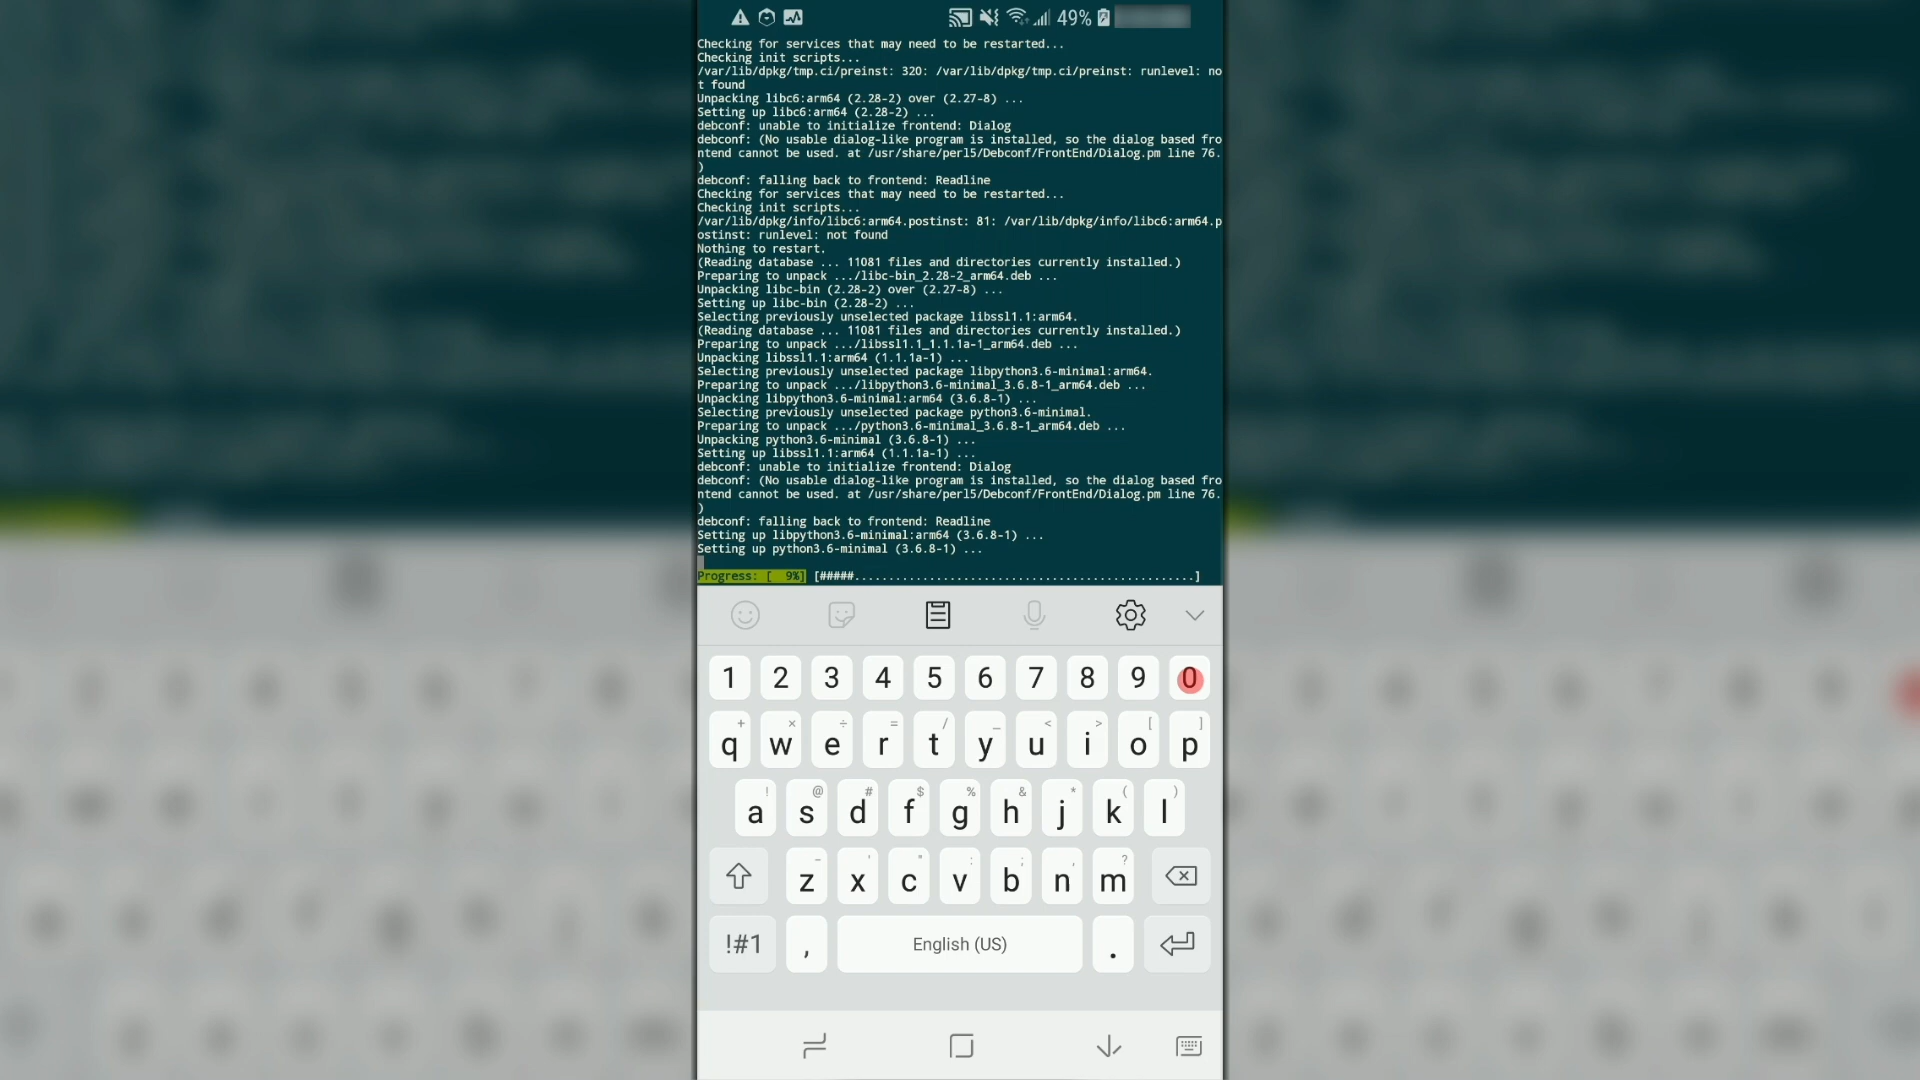 49%
Checking for services that may need to be restarted...
Checking init scripts...
/var/lib/dpkg/tmp.ci/preinst: 320: /var/lib/dpkg/tmp.ci/preinst: runlevel: no
t found
Unpacking libc6:arm64 (2.28-2) over (2.27-8) ...
Setting up libc6:arm64 (2.28-2) ...
debconf: unable to initialize frontend: Dialog
debconf: (No usable dialog-like program is installed, so the dialog based fro
ntend cannot be used. at /usr/share/perl5/Debconf/FrontEnd/Dialog.pm line 76.
)
debconf: falling back to frontend: Readline
Checking for services that may need to be restarted...
Checking init scripts...
/var/lib/dpkg/info/libc6:arm64.postinst: 81: /var/lib/dpkg/info/libc6:arm64.p
ostinst: runlevel: not found
Nothing to restart.
(Reading database ... 11081 files and directories currently installed.)
Preparing to unpack .../libc-bin_2.28-2_arm64.deb ...
Unpacking libc-bin (2.28-2) over (2.27-8) ...
Setting up libc-bin (2.28-2) ...
Selecting previously unselected package libssl1.1:arm64.
(Reading database ... 11081 files and directories currently installed.)
Preparing to unpack .../libssl1.1_1.1.1a-1_arm64.deb ...
Unpacking libssl1.1:arm64 (1.1.1a-1) ...
Selecting previously unselected package libpython3.6-minimal:arm64.
Preparing to unpack .../libpython3.6-minimal_3.6.8-1_arm64.deb ...
Unpacking libpython3.6-minimal:arm64 (3.6.8-1) ...
Selecting previously unselected package python3.6-minimal.
Preparing to unpack .../python3.6-minimal_3.6.8-1_arm64.deb ...
Unpacking python3.6-minimal (3.6.8-1) ...
Setting up libssl1.1:arm64 (1.1.1a-1) ...
debconf: unable to initialize frontend: Dialog
debconf: (No usable dialog-like program is installed, so the dialog based fro
ntend cannot be used. at /usr/share/perl5/Debconf/FrontEnd/Dialog.pm line 76.
)
debconf: falling back to frontend: Readline
Setting up libpython3.6-minimal:arm64 (3.6.8-1) ...
Setting up python3.6-minimal (3.6.8-1) ...
Progress: [  9%] [#####..................................................]
1 2 3 4 5 6 7 8 9 0
+ × ÷ = / _ < > [ ]
q w e r t y u i o p
! @ # $ % & * ( )
a s d f g h j k l
- ' " : ; , ?
z x c v b n m
!#1 , English (US) .